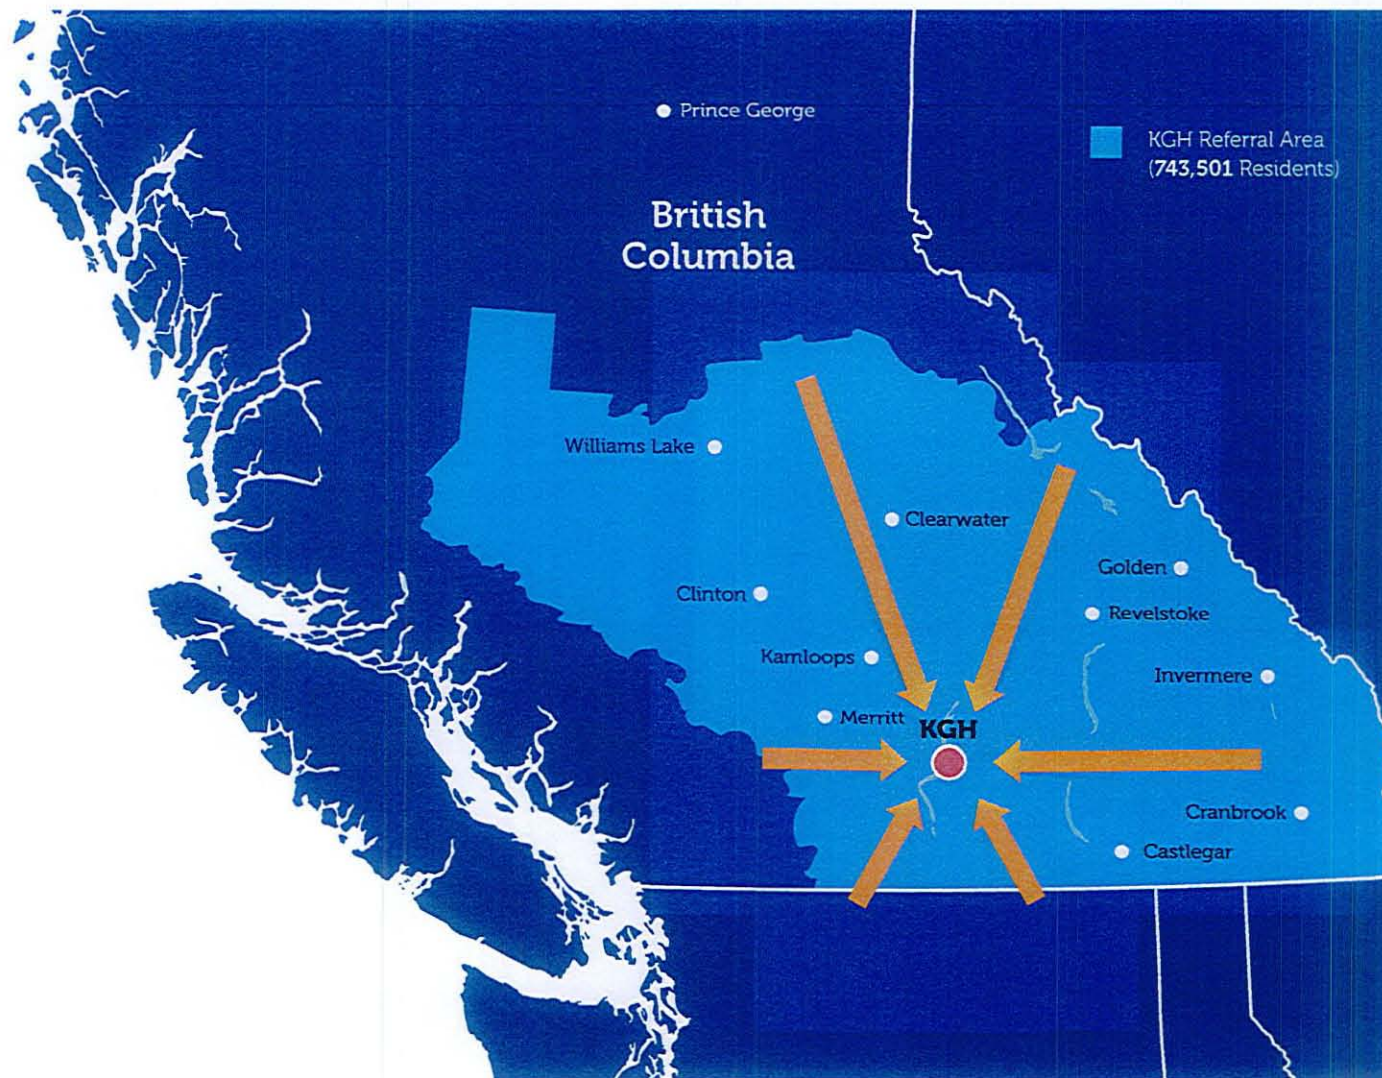 Prince George
KGH Referral Area
(743,501 Residents)
British
Columbia
Williams Lake
Clearwater
Golden
Clinton
Revelstoke
Kamloops
Invermere
Merritt
KGH
Cranbrook
Castlegar